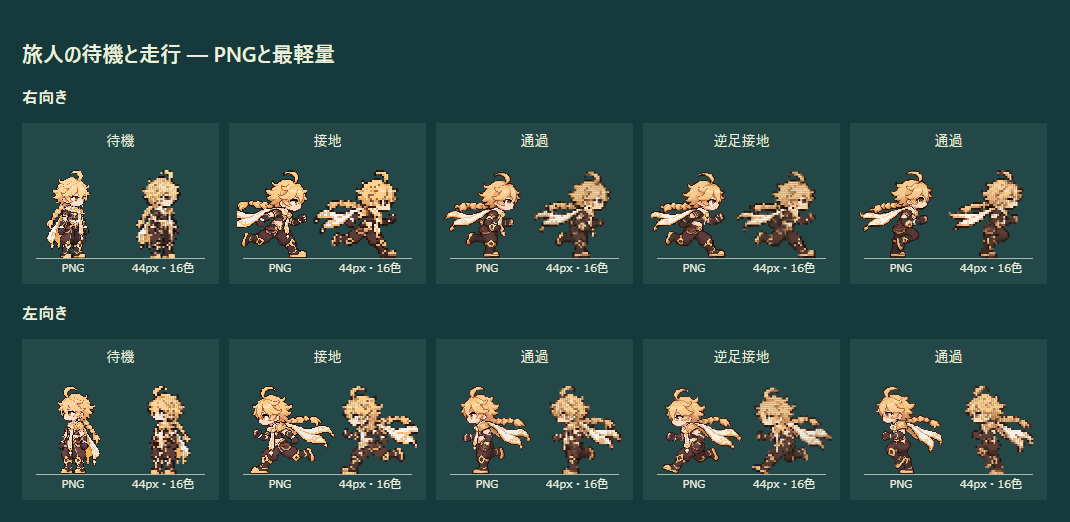 旅人の待機と走行 — PNGと最軽量
右向き
待機 接地 通過 逆足接地 通過
PNG 44px・16色 PNG 44px・16色 PNG 44px・16色 PNG 44px・16色 PNG 44px・16色
左向き
待機 接地 通過 逆足接地 通過
PNG 44px・16色 PNG 44px・16色 PNG 44px・16色 PNG 44px・16色 PNG 44px・16色